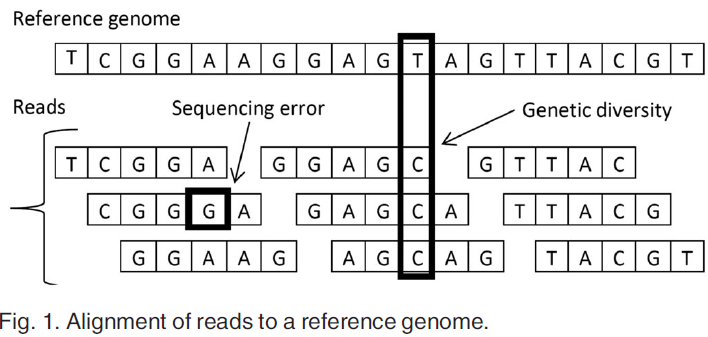 Reference genome
T C G G A A G G A G T A G T T A C G T
Reads
Sequencing error
Genetic diversity
T C G G A G G A G C G T T A C
C G G G A G A G C A T T A C G
G G A A G A G C A G T A C G T
Fig. 1. Alignment of reads to a reference genome.